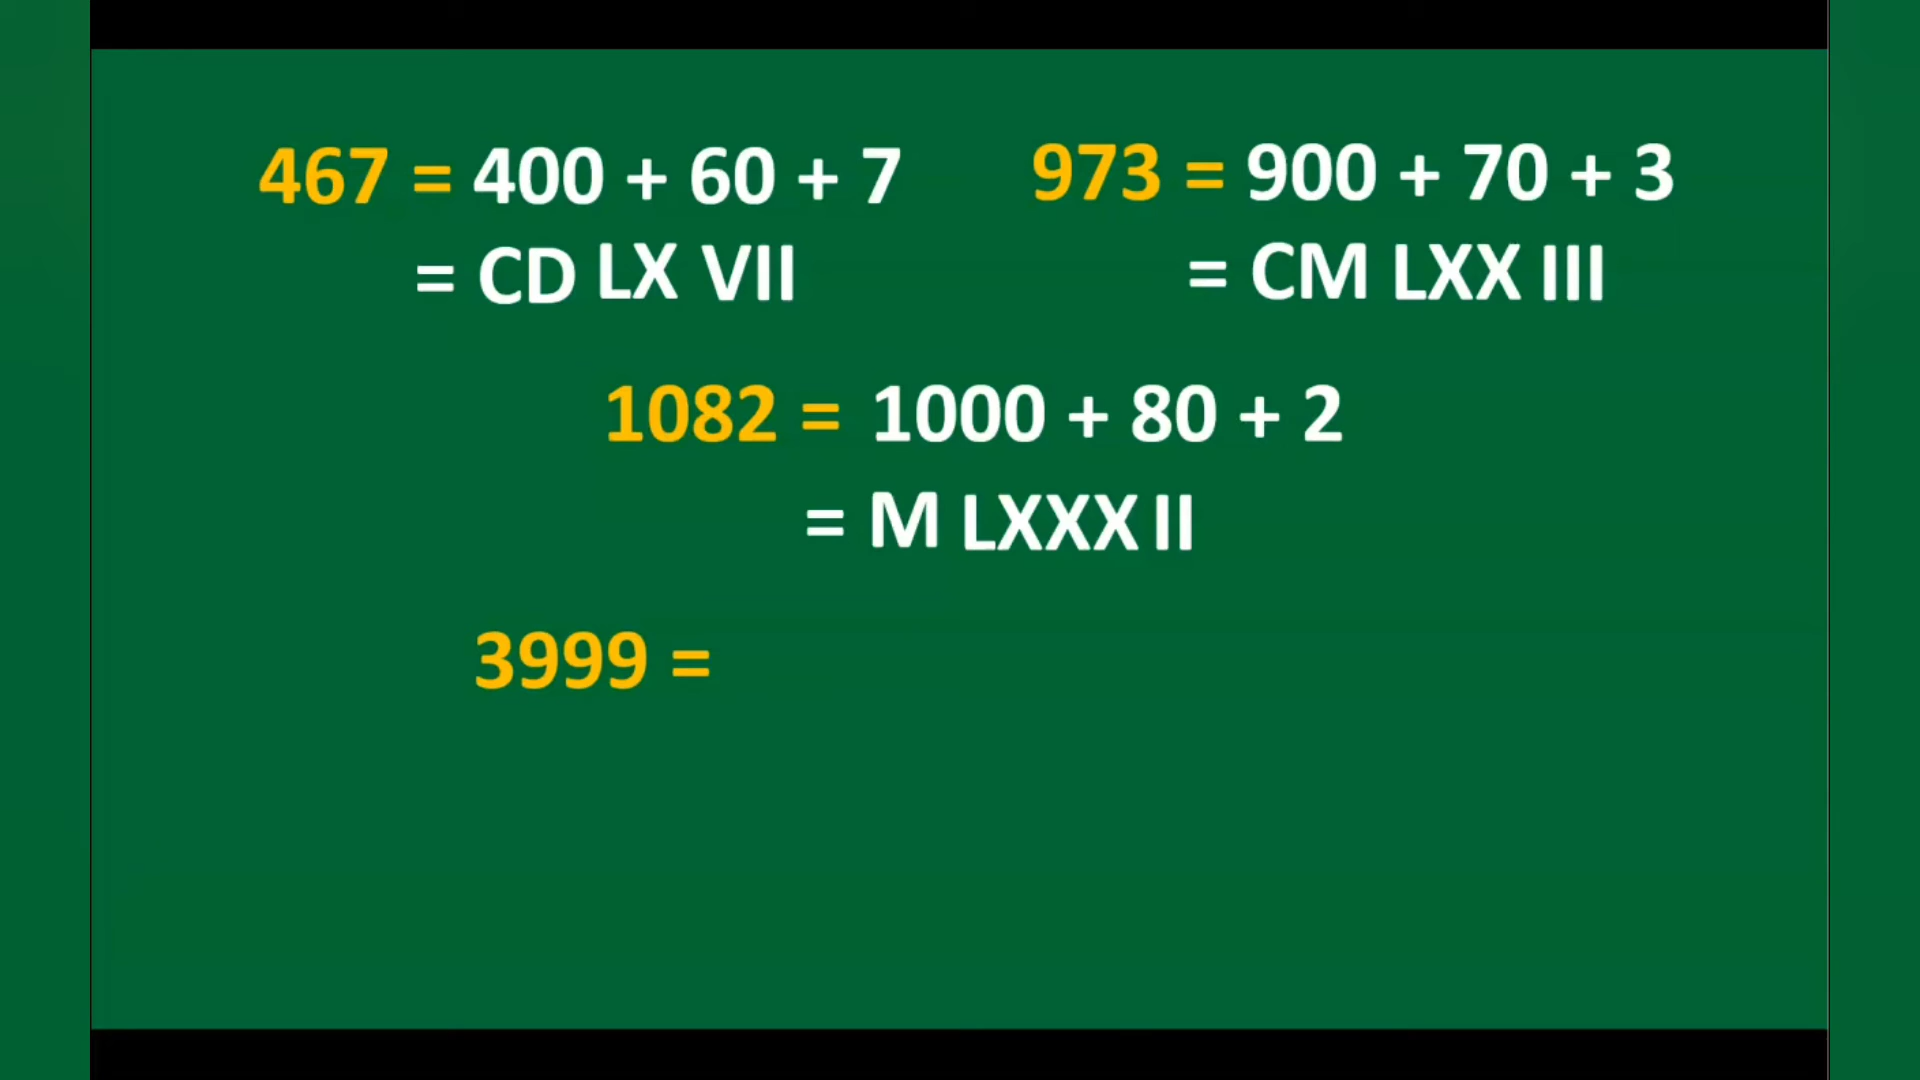 467 = 400 + 60 + 7
= CD LX VII
973 = 900 + 70 + 3
= CM LXX III
1082 = 1000 + 80 + 2
= M LXXX II
3999 =